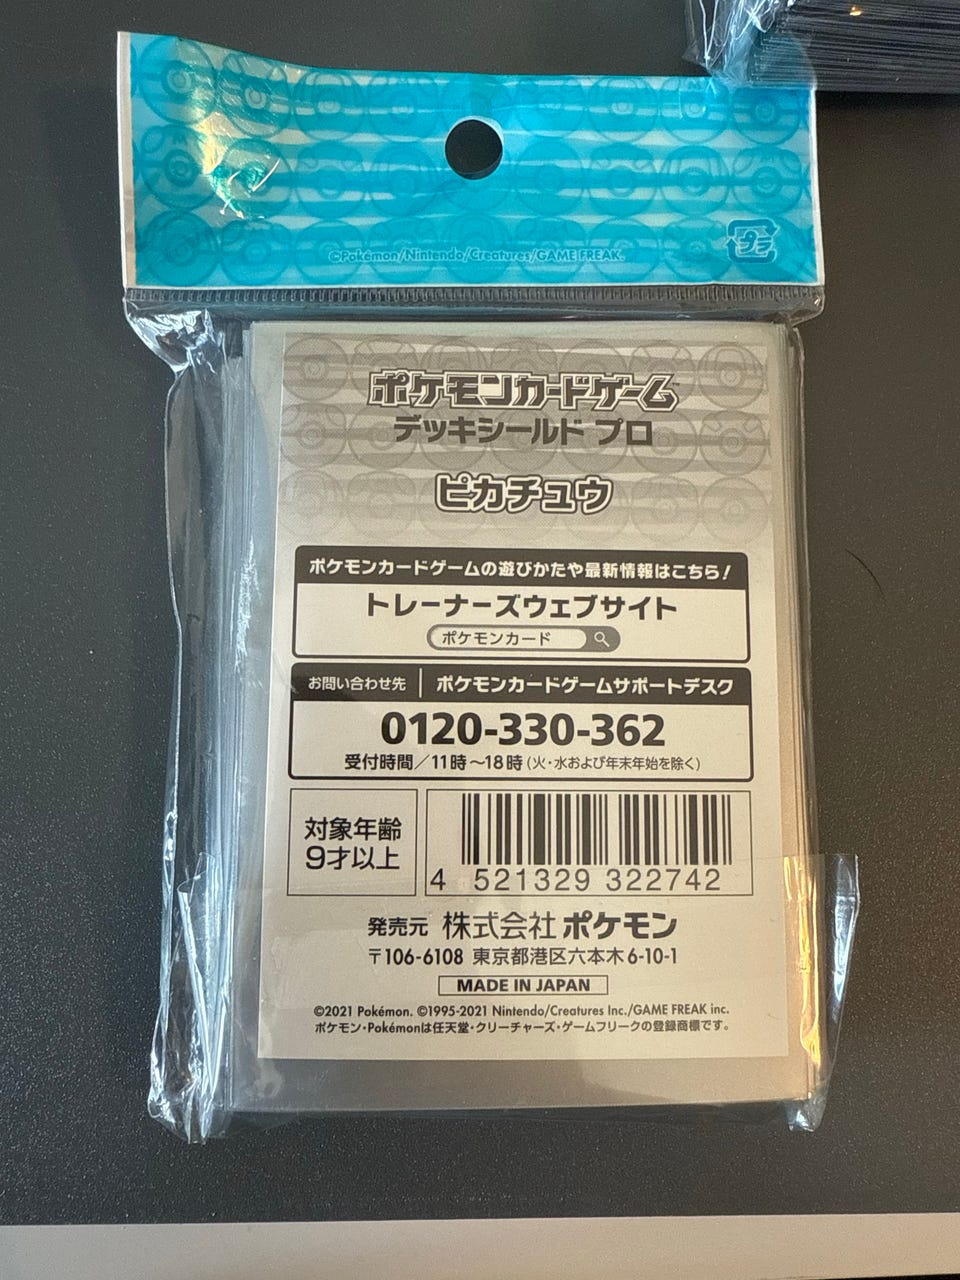 ©Pokémon/Nintendo/Creatures/GAME FREAK.
プラ
ポケモンカードゲーム™
デッキシールド プロ
ピカチュウ
ポケモンカードゲームの遊びかたや最新情報はこちら!
トレーナーズウェブサイト
ポケモンカード
お問い合わせ先 ポケモンカードゲームサポートデスク
0120-330-362
受付時間/11時~18時(火・水および年末年始を除く)
対象年齢
9才以上
4 521329 322742
発売元 株式会社 ポケモン
〒106-6108 東京都港区六本木6-10-1
MADE IN JAPAN
©2021 Pokémon. ©1995-2021 Nintendo/Creatures Inc./GAME FREAK inc.
ポケモン・Pokémonは任天堂・クリーチャーズ・ゲームフリークの登録商標です。